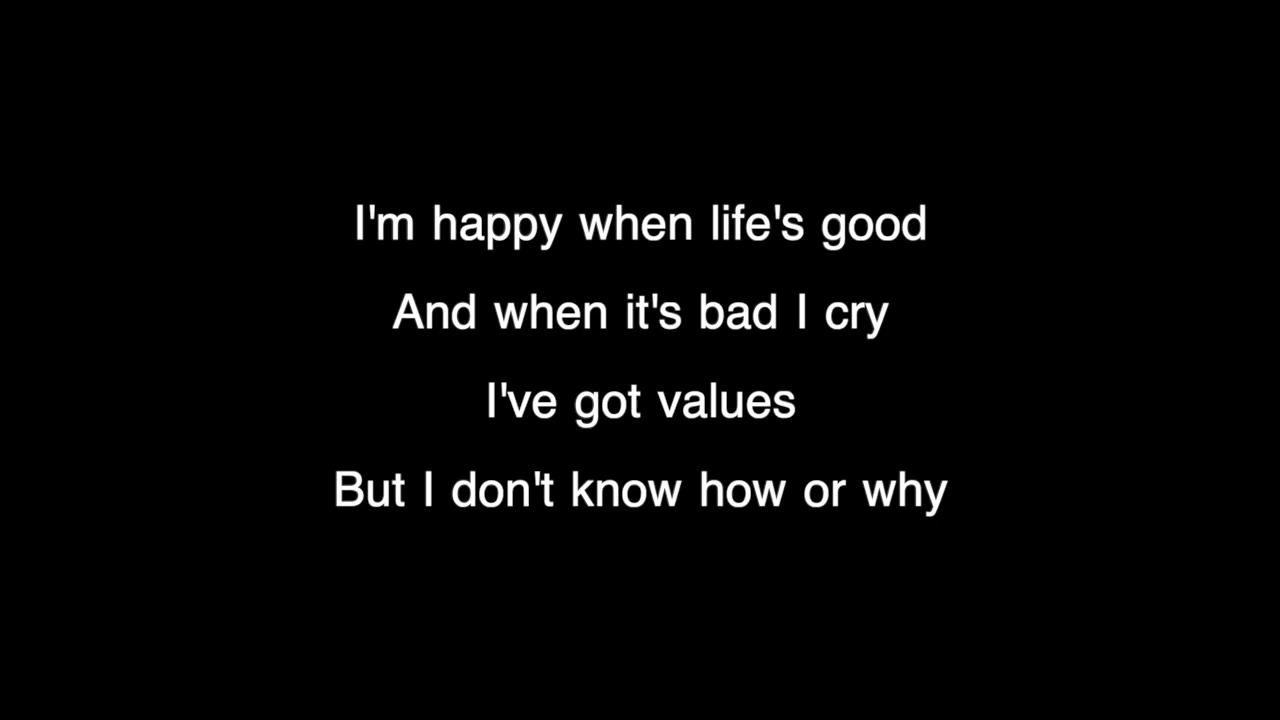 I'm happy when life's good
And when it's bad I cry
I've got values
But I don't know how or why